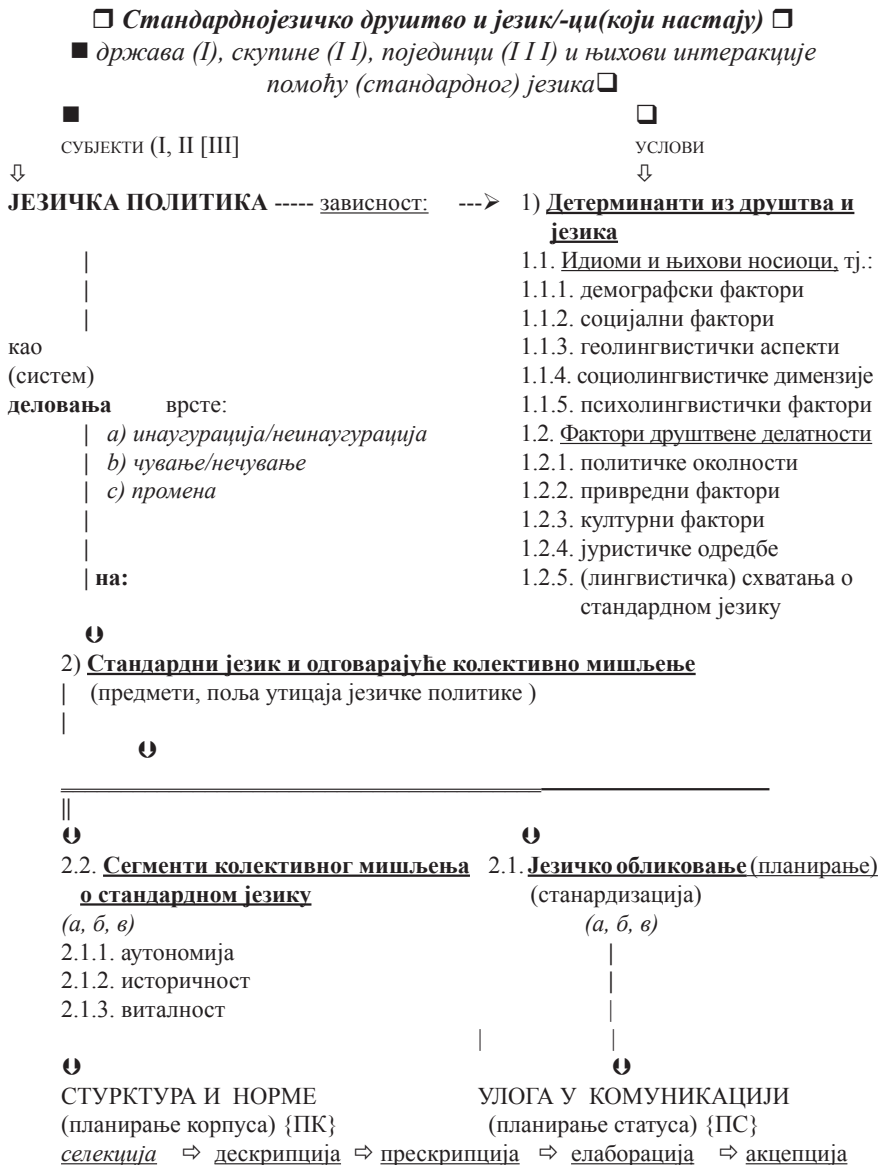 ❒ Стандарднојезичко друштво и језик/-ци(који настају) ❒
■ држава (I), скупине (I I), појединци (I I I) и њихови интеракције
помоћу (стандардног) језика❑
■ ❑
СУБЈЕКТИ (I, II [III] УСЛОВИ
⇩ ⇩
ЈЕЗИЧКА ПОЛИТИКА ----- зависност: ---➢ 1) Детерминанти из друштва и
језика
| 1.1. Идиоми и њихови носиоци, тј.:
| 1.1.1. демографски фактори
| 1.1.2. социјални фактори
као 1.1.3. геолингвистички аспекти
(систем) 1.1.4. социолингвистичке димензије
деловања врсте: 1.1.5. психолингвистички фактори
| a) инаугурација/неинаугурација 1.2. Фактори друштвене делатности
| b) чување/нечување 1.2.1. политичке околности
| c) промена 1.2.2. привредни фактори
| 1.2.3. културни фактори
| 1.2.4. јуристичке одредбе
| на: 1.2.5. (лингвистичка) схватања о
стандардном језику
2) Стандардни језик и одговарајуће колективно мишљење
| (предмети, поља утицаја језичке политике )
|
||
2.2. Сегменти колективног мишљења 2.1. Језичко обликовање (планирање)
о стандардном језику (станардизација)
(а, б, в) (а, б, в)
2.1.1. аутономија |
2.1.2. историчност |
2.1.3. виталност |
| |
СТУРКТУРА И НОРМЕ УЛОГА У КОМУНИКАЦИЈИ
(планирање корпуса) {ПК} (планирање статуса) {ПС}
селекција ⇨ дескрипција ⇨ прескрипција ⇨ елаборација ⇨ акцепција